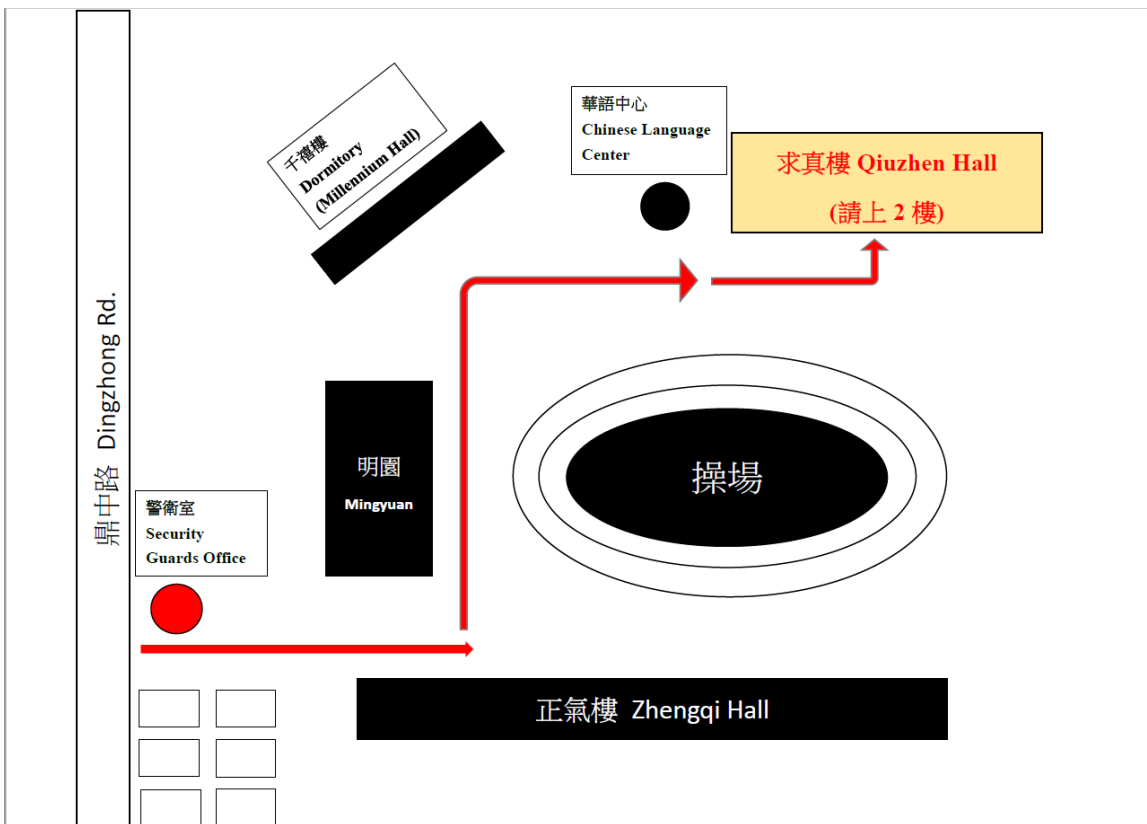 千禧樓
Dormitory
(Millennium Hall)
華語中心
Chinese Language
Center
求真樓 Qiuzhen Hall
(請上 2 樓)
鼎中路 Dingzhong Rd.
明園
Mingyuan
操場
警衛室
Security
Guards Office
正氣樓 Zhengqi Hall